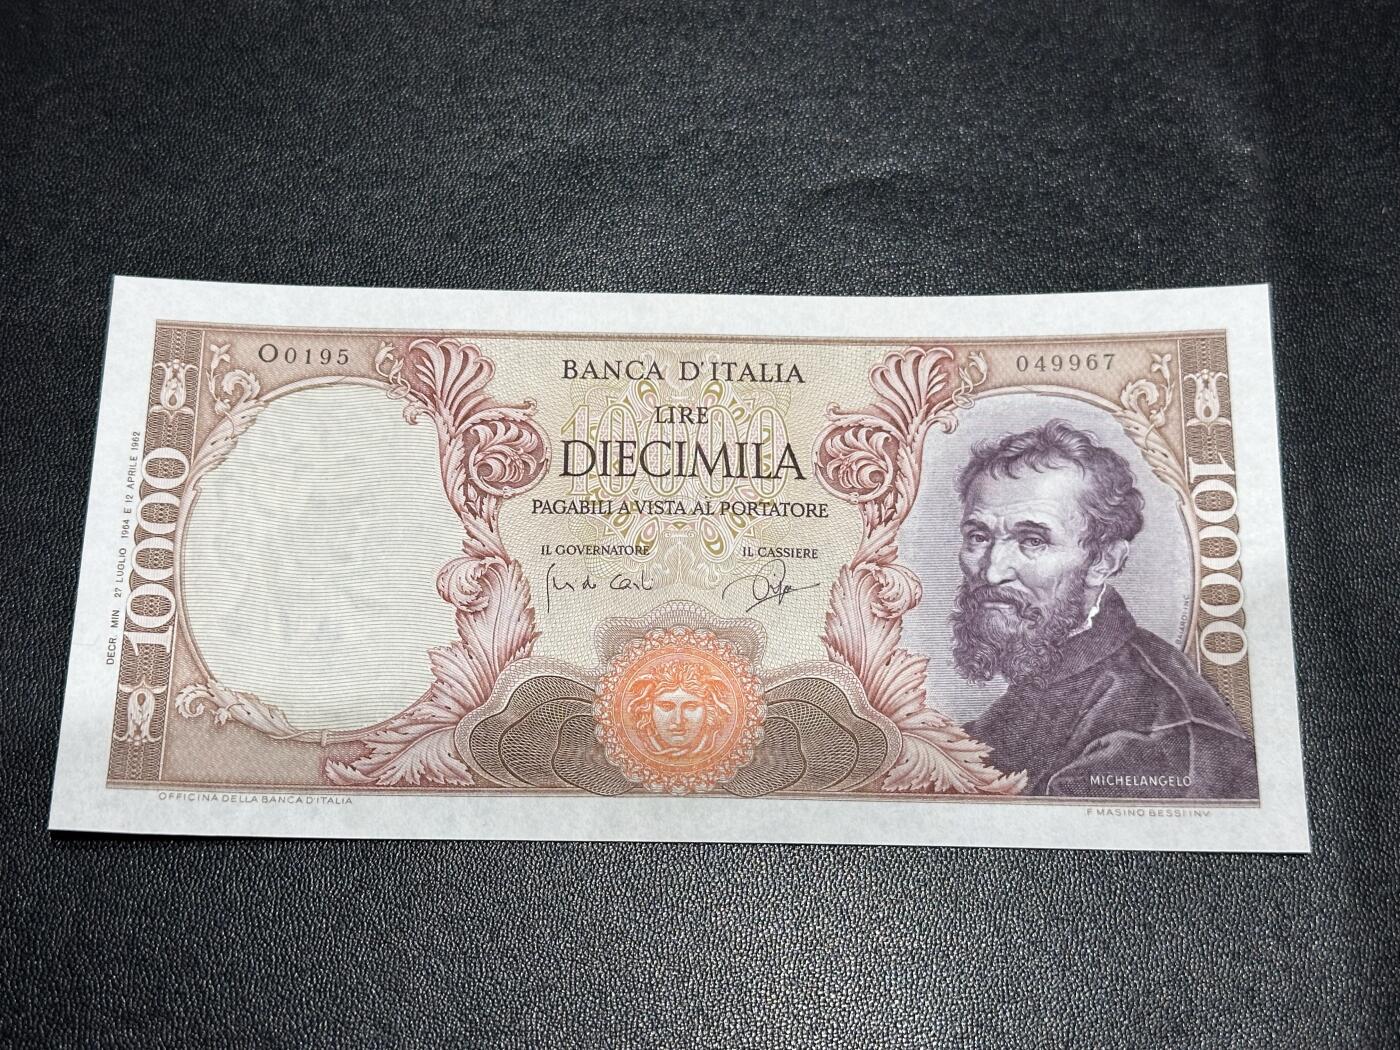 O0195
049967
BANCA D'ITALIA
LIRE
DIECIMILA
PAGABILI A VISTA AL PORTATORE
IL GOVERNATORE
IL CASSIERE
10000
10000
10000
DECR. MIN 27 LUGLIO 1964 E 12 APRILE 1962
MICHELANGELO
OFFICINA DELLA BANCA D'ITALIA
F MASINO BESSI INV